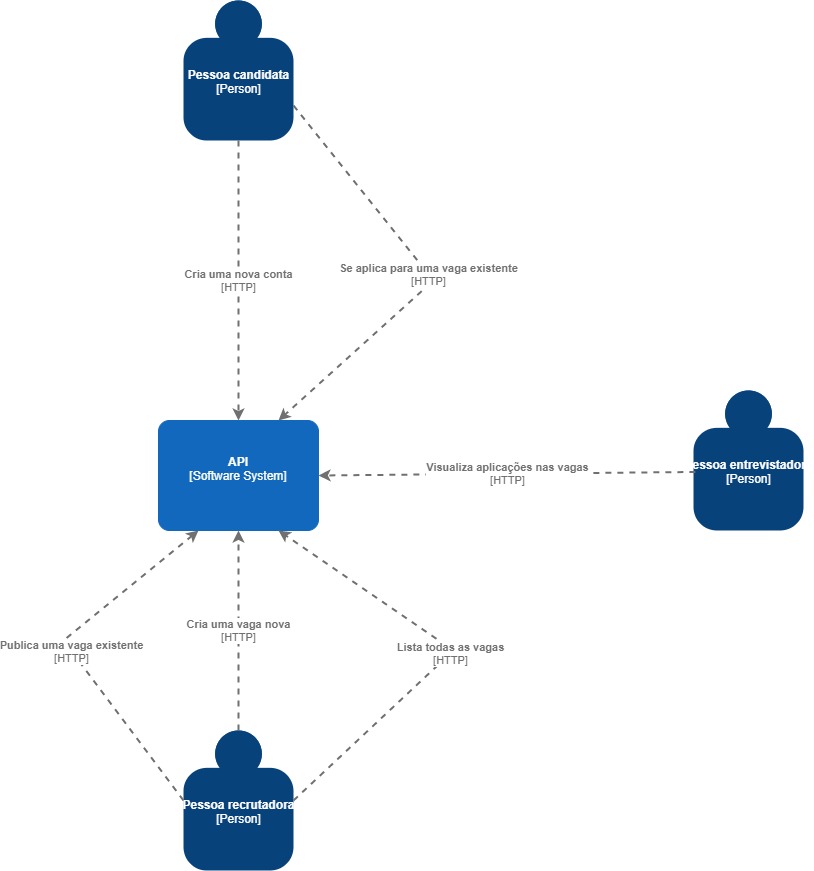 Pessoa candidata
[Person]
Cria uma nova conta
[HTTP]
Se aplica para uma vaga existente
[HTTP]
API
[Software System]
Visualiza aplicações nas vagas
[HTTP]
essoa entrevistador
[Person]
Publica uma vaga existente
[HTTP]
Cria uma vaga nova
[HTTP]
Lista todas as vagas
[HTTP]
Pessoa recrutadora
[Person]